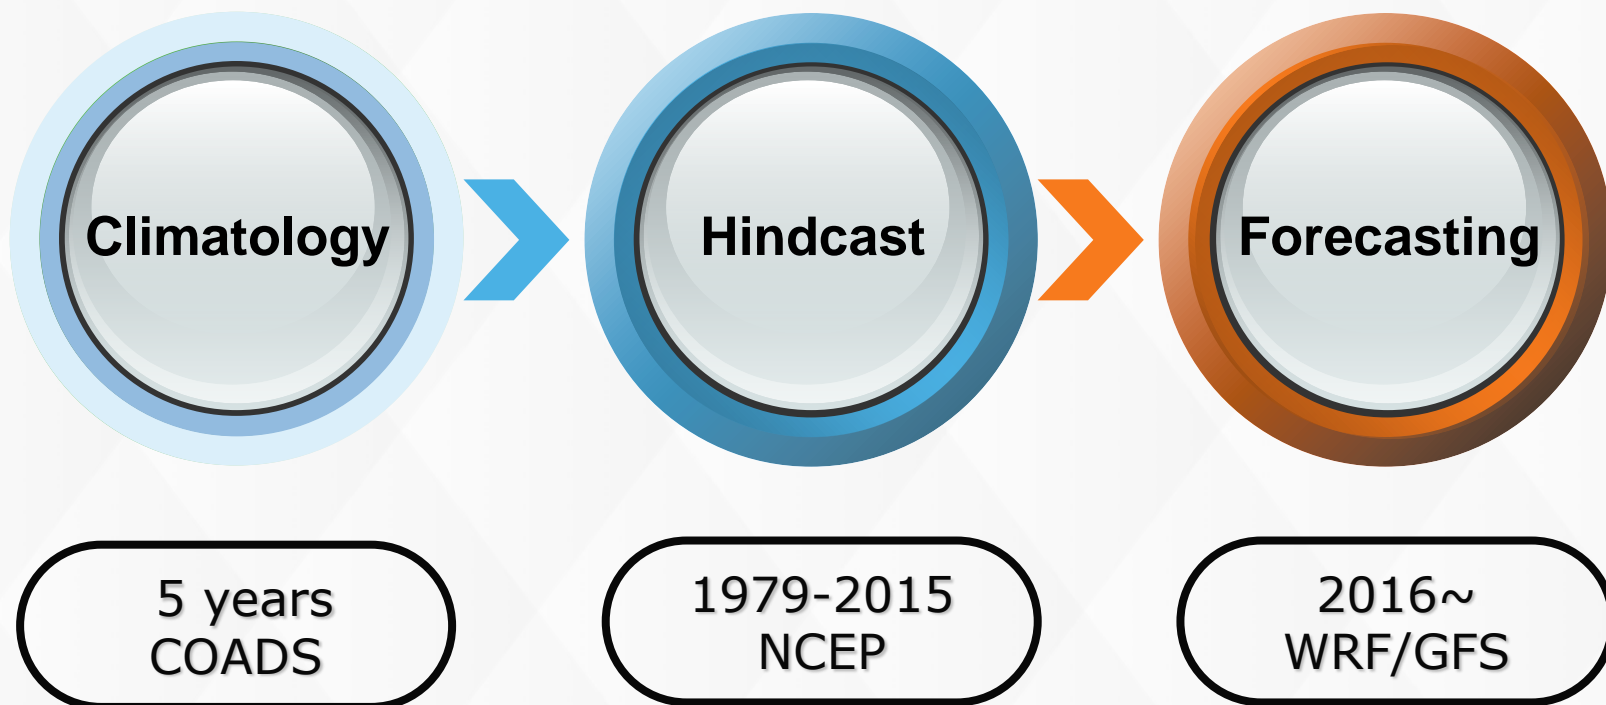 Climatology
Hindcast
Forecasting
5 years
COADS
1979-2015
NCEP
2016~
WRF/GFS